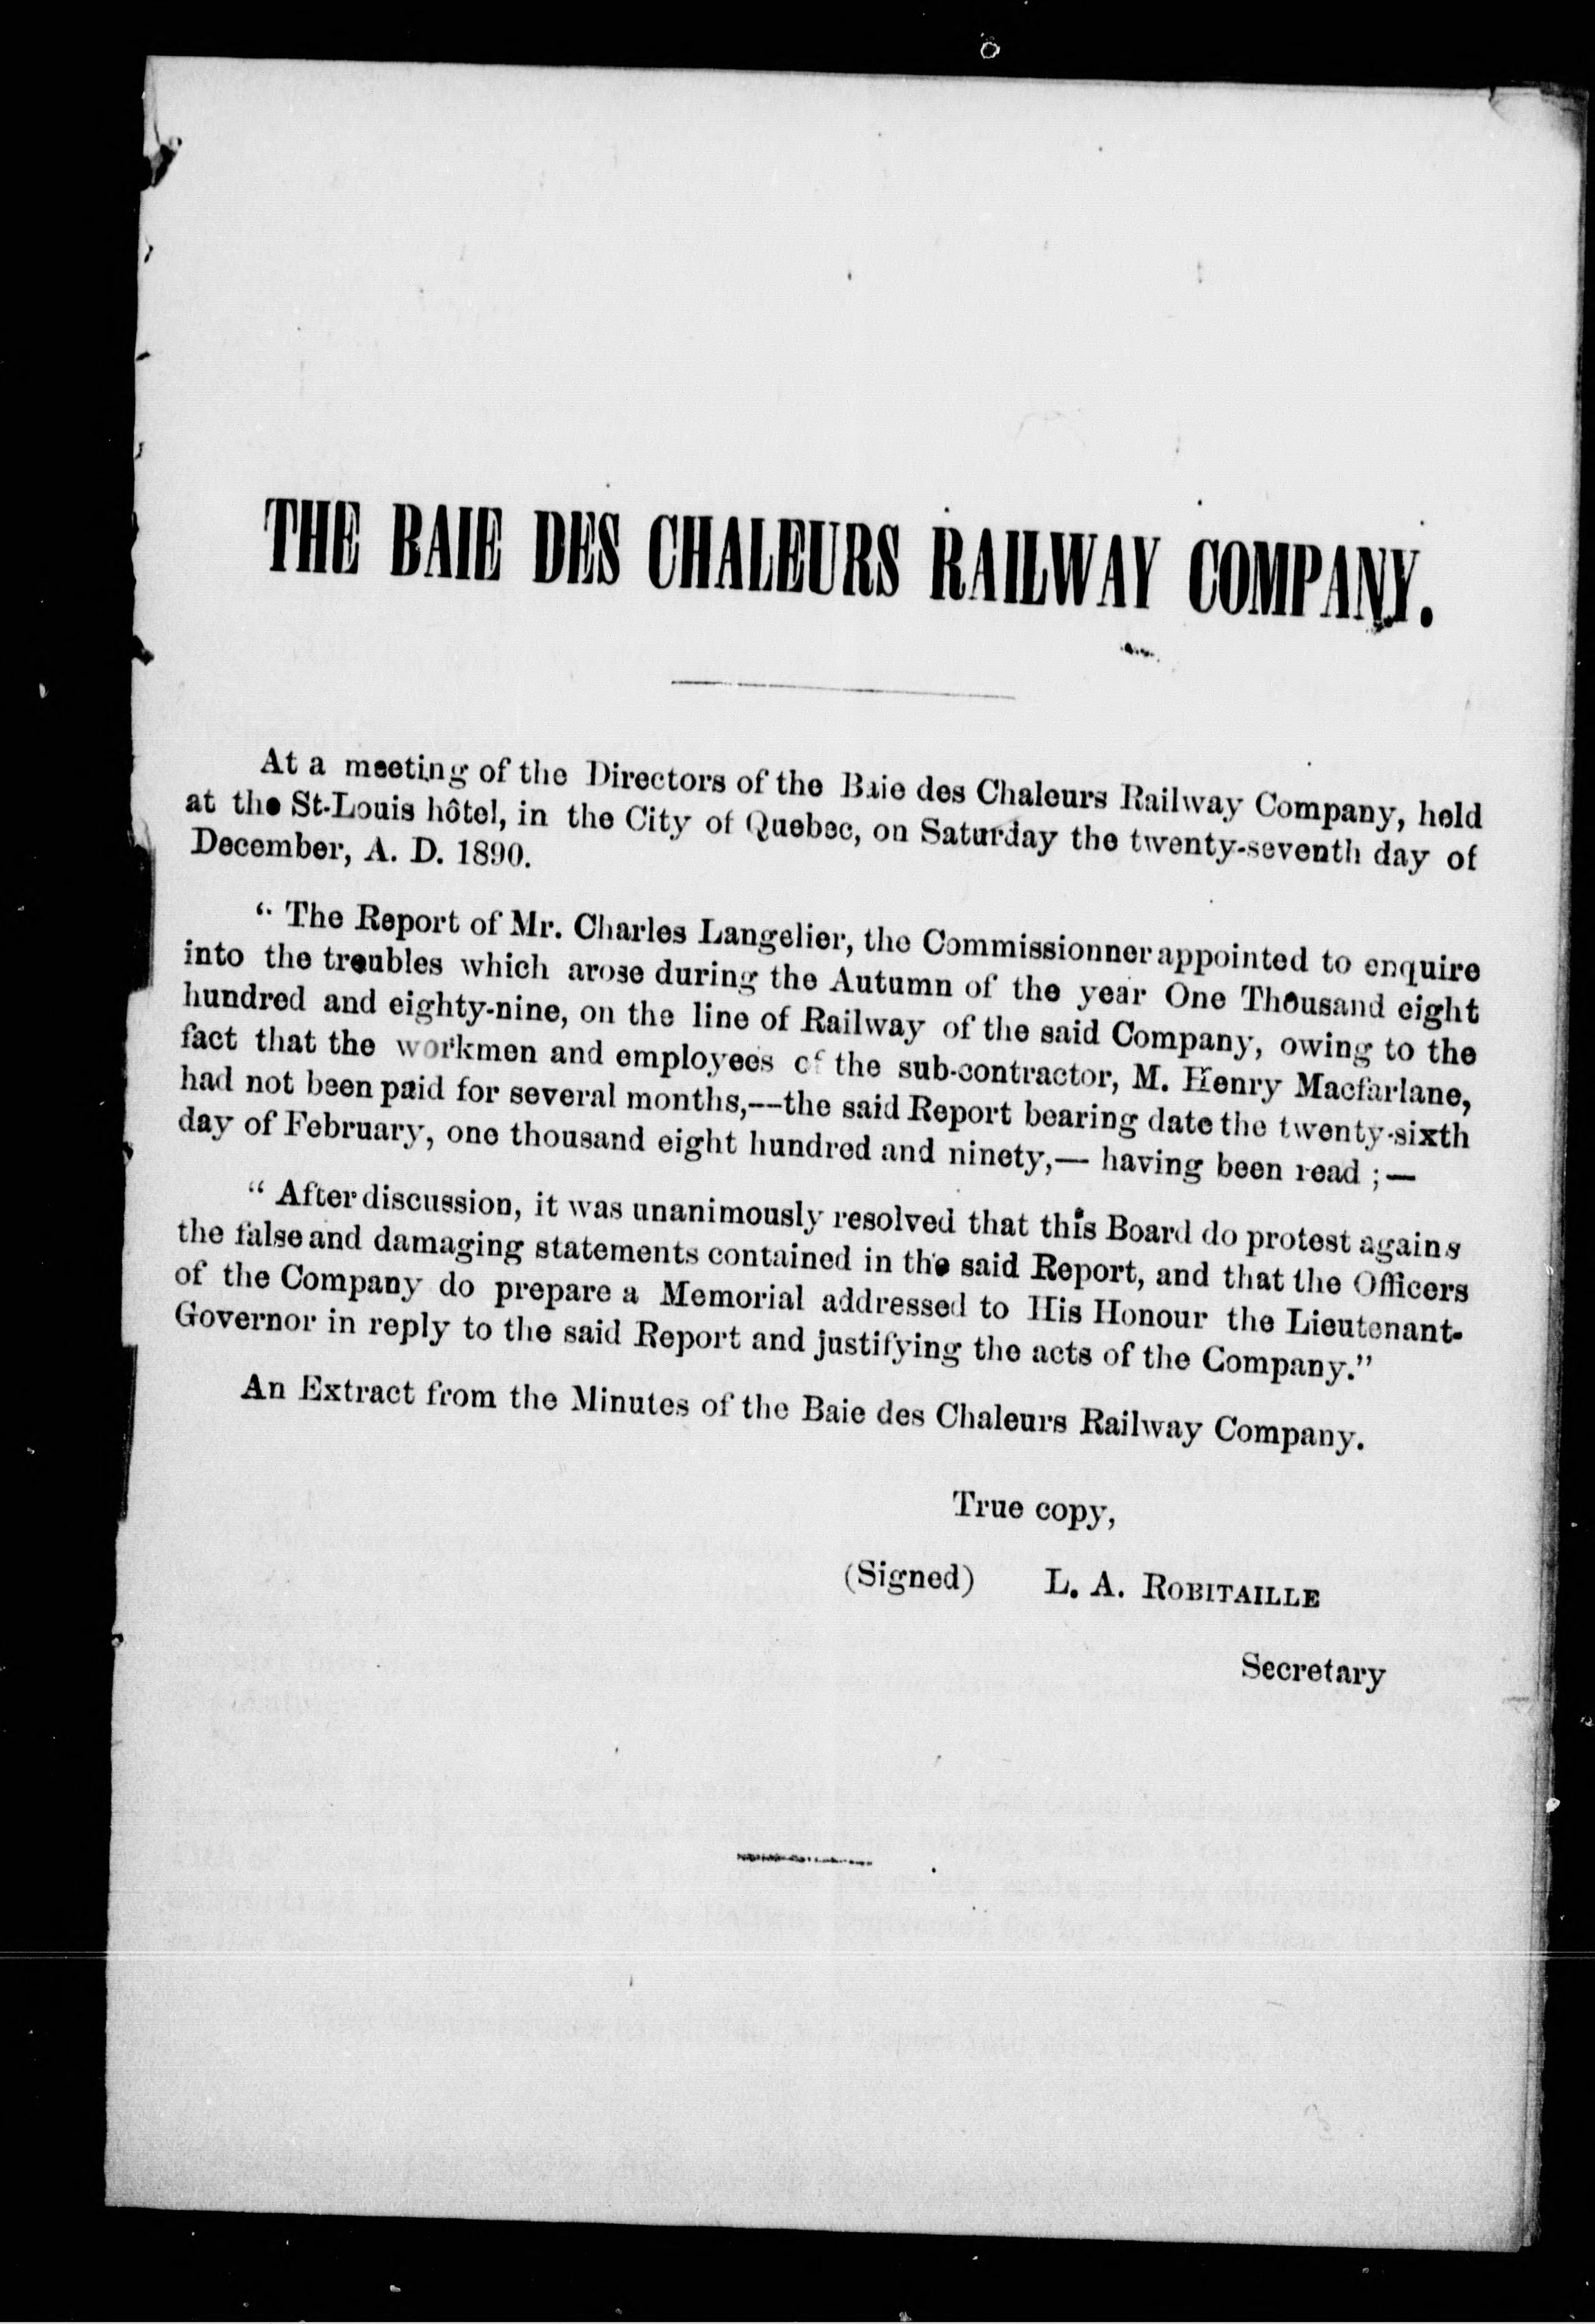 THE BAIE DES CHALEURS RAILWAY COMPANY.
At a meeting of the Directors of the Baie des Chaleurs Railway Company, held
at the St-Louis hôtel, in the City of Quebec, on Saturday the twenty-seventh day of
December, A. D. 1890.
“ The Report of Mr. Charles Langelier, the Commissionner appointed to enquire
into the troubles which arose during the Autumn of the year One Thousand eight
hundred and eighty-nine, on the line of Railway of the said Company, owing to the
fact that the workmen and employees of the sub-contractor, M. Henry Macfarlane,
had not been paid for several months,—the said Report bearing date the twenty-sixth
day of February, one thousand eight hundred and ninety,— having been read ; —
“ After discussion, it was unanimously resolved that this Board do protest agains
the false and damaging statements contained in the said Report, and that the Officers
of the Company do prepare a Memorial addressed to His Honour the Lieutenant-
Governor in reply to the said Report and justifying the acts of the Company.”
An Extract from the Minutes of the Baie des Chaleurs Railway Company.
True copy,
(Signed) L. A. ROBITAILLE
Secretary